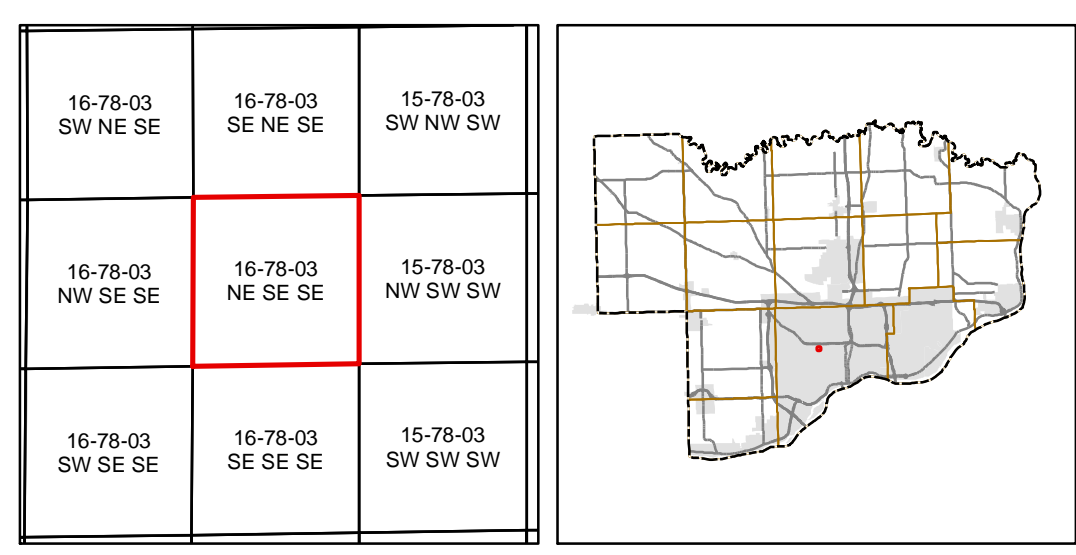 16-78-03
SW NE SE
16-78-03
SE NE SE
15-78-03
SW NW SW
16-78-03
NW SE SE
16-78-03
NE SE SE
15-78-03
NW SW SW
16-78-03
SW SE SE
16-78-03
SE SE SE
15-78-03
SW SW SW